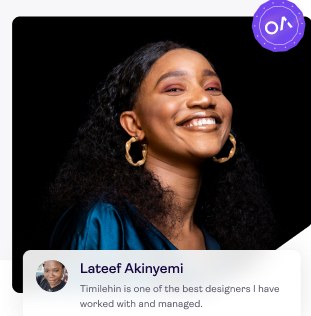 Lateef Akinyemi
Timilehin is one of the best designers I have
worked with and managed.